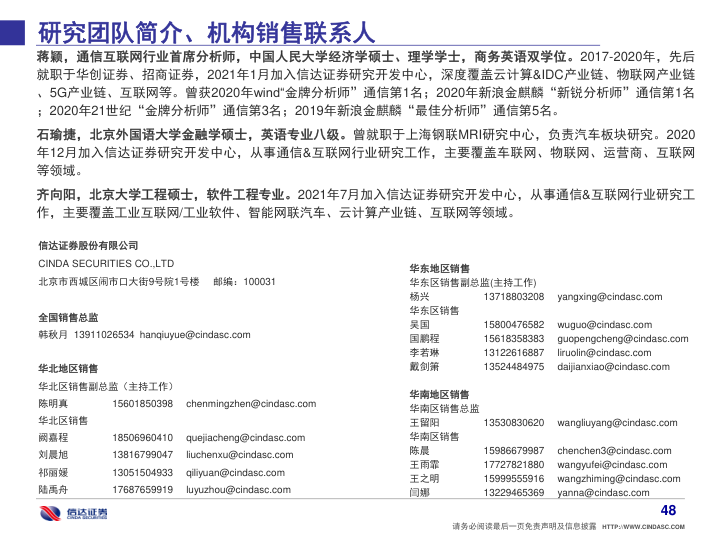 研究团队简介、机构销售联系人
蒋颖，通信互联网行业首席分析师，中国人民大学经济学硕士、理学学士，商务英语双学位。2017-2020年，先后
就职于华创证券、招商证券，2021年1月加入信达证券研究开发中心，深度覆盖云计算&IDC产业链、物联网产业链
、5G产业链、互联网等。曾获2020年wind“金牌分析师”通信第1名；2020年新浪金麒麟“新锐分析师”通信第1名
；2020年21世纪“金牌分析师”通信第3名；2019年新浪金麒麟“最佳分析师”通信第5名。
石瑜捷，北京外国语大学金融学硕士，英语专业八级。曾就职于上海钢联MRI研究中心，负责汽车板块研究。2020
年12月加入信达证券研究开发中心，从事通信&互联网行业研究工作，主要覆盖车联网、物联网、运营商、互联网
等领域。
齐向阳，北京大学工程硕士，软件工程专业。2021年7月加入信达证券研究开发中心，从事通信&互联网行业研究工
作，主要覆盖工业互联网/工业软件、智能网联汽车、云计算产业链、互联网等领域。
信达证券股份有限公司
CINDA SECURITIES CO.,LTD
北京市西城区闹市口大街9号院1号楼 邮编：100031
全国销售总监
韩秋月 13911026534 hanqiuyue@cindasc.com
华北地区销售
华北区销售副总监（主持工作）
陈明真 15601850398 chenmingzhen@cindasc.com
华北区销售
阙嘉程 18506960410 quejiacheng@cindasc.com
刘晨旭 13816799047 liuchenxu@cindasc.com
祁丽媛 13051504933 qiliyuan@cindasc.com
陆禹舟 17687659919 luyuzhou@cindasc.com
华东地区销售
华东区销售副总监(主持工作)
杨兴 13718803208 yangxing@cindasc.com
华东区销售
吴国 15800476582 wuguo@cindasc.com
国鹏程 15618358383 guopengcheng@cindasc.com
李若琳 13122616887 liruolin@cindasc.com
戴剑箫 13524484975 daijianxiao@cindasc.com
华南地区销售
华南区销售总监
王留阳 13530830620 wangliuyang@cindasc.com
华南区销售
陈晨 15986679987 chenchen3@cindasc.com
王雨霏 17727821880 wangyufei@cindasc.com
王之明 15999555916 wangzhiming@cindasc.com
闫娜 13229465369 yanna@cindasc.com
信达证券
CINDA SECURITIES
48
请务必阅读最后一页免责声明及信息披露 HTTP://WWW.CINDASC.COM